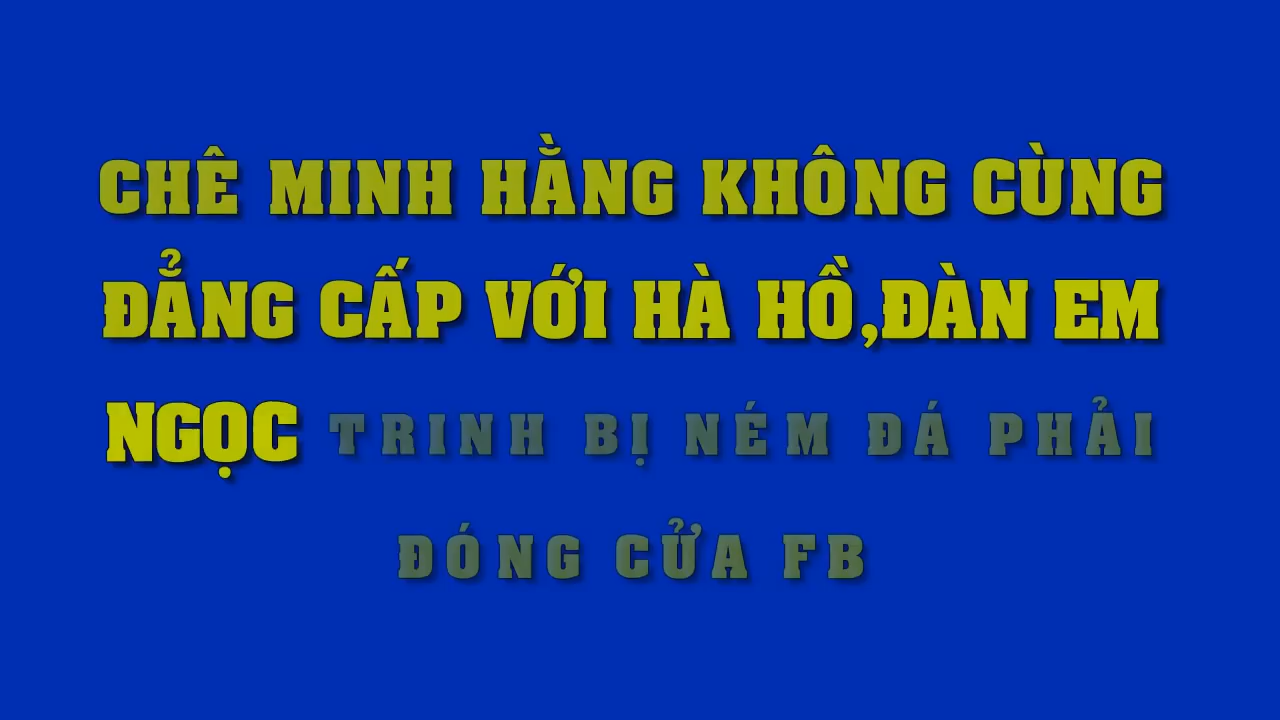 CHÊ MINH HẰNG KHÔNG CÙNG
ĐẲNG CẤP VỚI HÀ HỒ,ĐÀN EM
NGỌC TRINH BỊ NÉM ĐÁ PHẢI
ĐÓNG CỬA FB